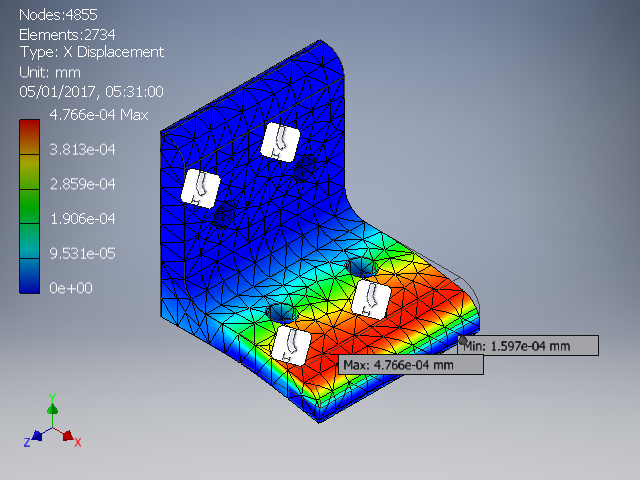 Nodes:4855
Elements:2734
Type: X Displacement
Unit: mm
05/01/2017, 05:31:00
4.766e-04 Max
3.813e-04
2.859e-04
1.906e-04
9.531e-05
0e+00
Min: 1.597e-04 mm
Max: 4.766e-04 mm
Y
Z
X